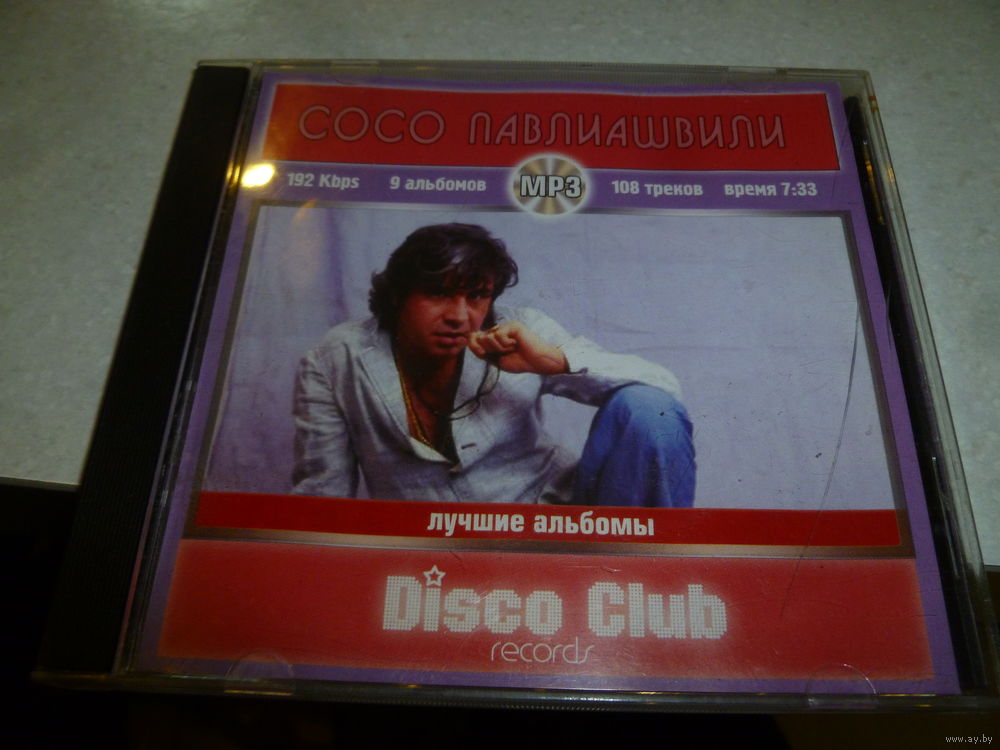 СОСО ПАВЛИАШВИЛИ
192 Kbps 9 альбомов MP3 108 треков время 7:33
лучшие альбомы
Disco Club
records
www.ay.by